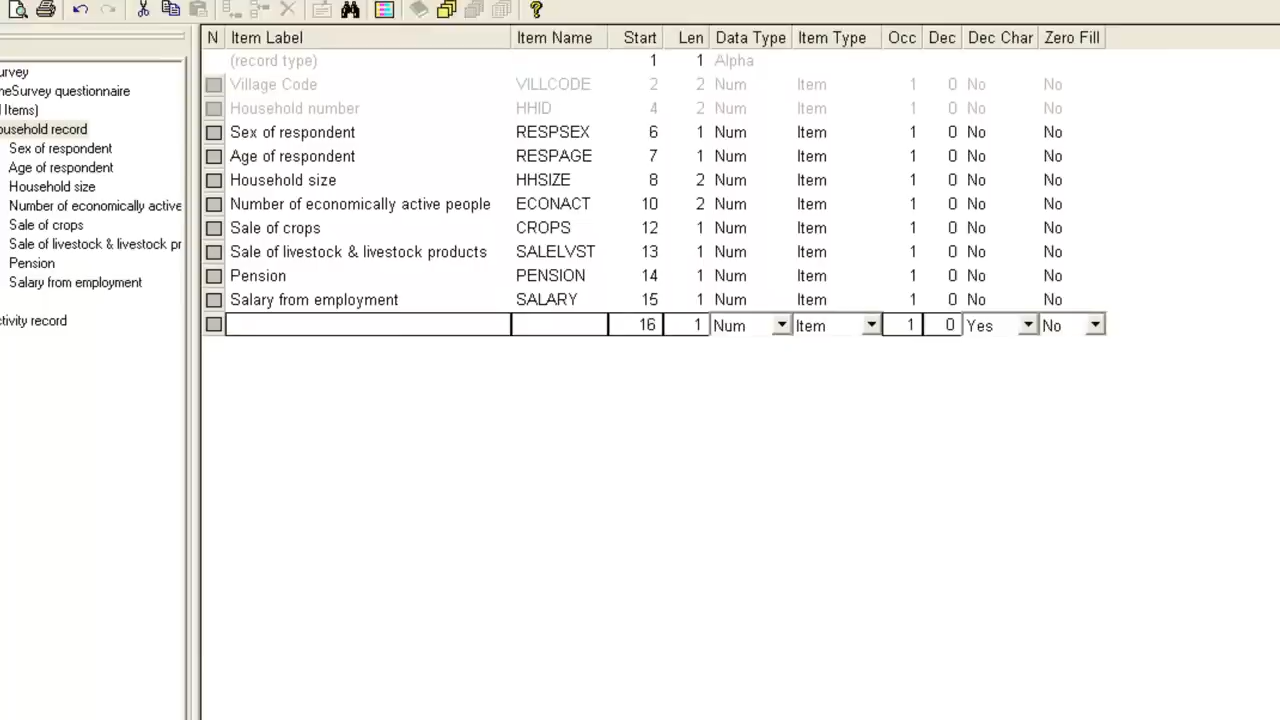 N Item Label Item Name Start Len Data Type Item Type Occ Dec Dec Char Zero Fill
(record type) 1 1 Alpha
Village Code VILLCODE 2 2 Num Item 1 0 No No
Household number HHID 4 2 Num Item 1 0 No No
Sex of respondent RESPSEX 6 1 Num Item 1 0 No No
Age of respondent RESPAGE 7 1 Num Item 1 0 No No
Household size HHSIZE 8 2 Num Item 1 0 No No
Number of economically active people ECONACT 10 2 Num Item 1 0 No No
Sale of crops CROPS 12 1 Num Item 1 0 No No
Sale of livestock & livestock products SALELVST 13 1 Num Item 1 0 No No
Pension PENSION 14 1 Num Item 1 0 No No
Salary from employment SALARY 15 1 Num Item 1 0 No No
16 1 Num Item 1 0 Yes No
urvey
neSurvey questionnaire
d Items)
ousehold record
Sex of respondent
Age of respondent
Household size
Number of economically active
Sale of crops
Sale of livestock & livestock pr
Pension
Salary from employment
ctivity record